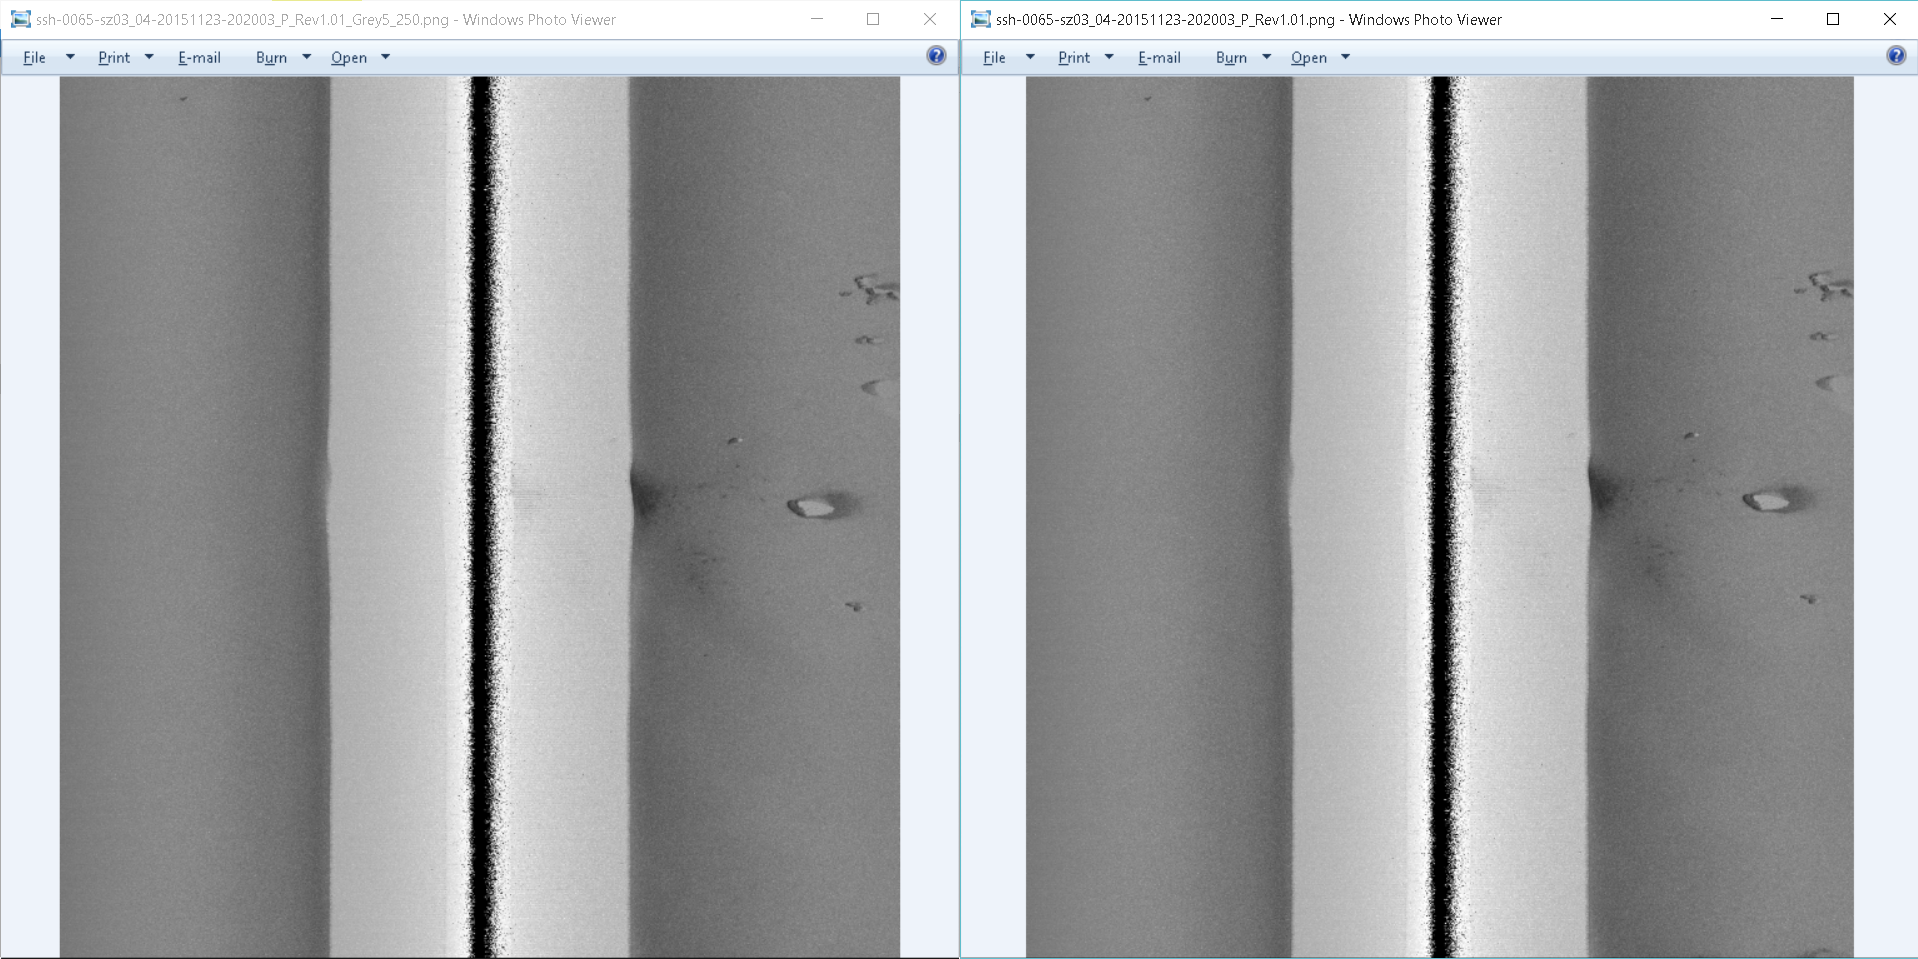 ssh-0065-sz03_04-20151123-202003_P_Rev1.01_Grey5_250.png - Windows Photo Viewer
File Print E-mail Burn Open
ssh-0065-sz03_04-20151123-202003_P_Rev1.01.png - Windows Photo Viewer
File Print E-mail Burn Open